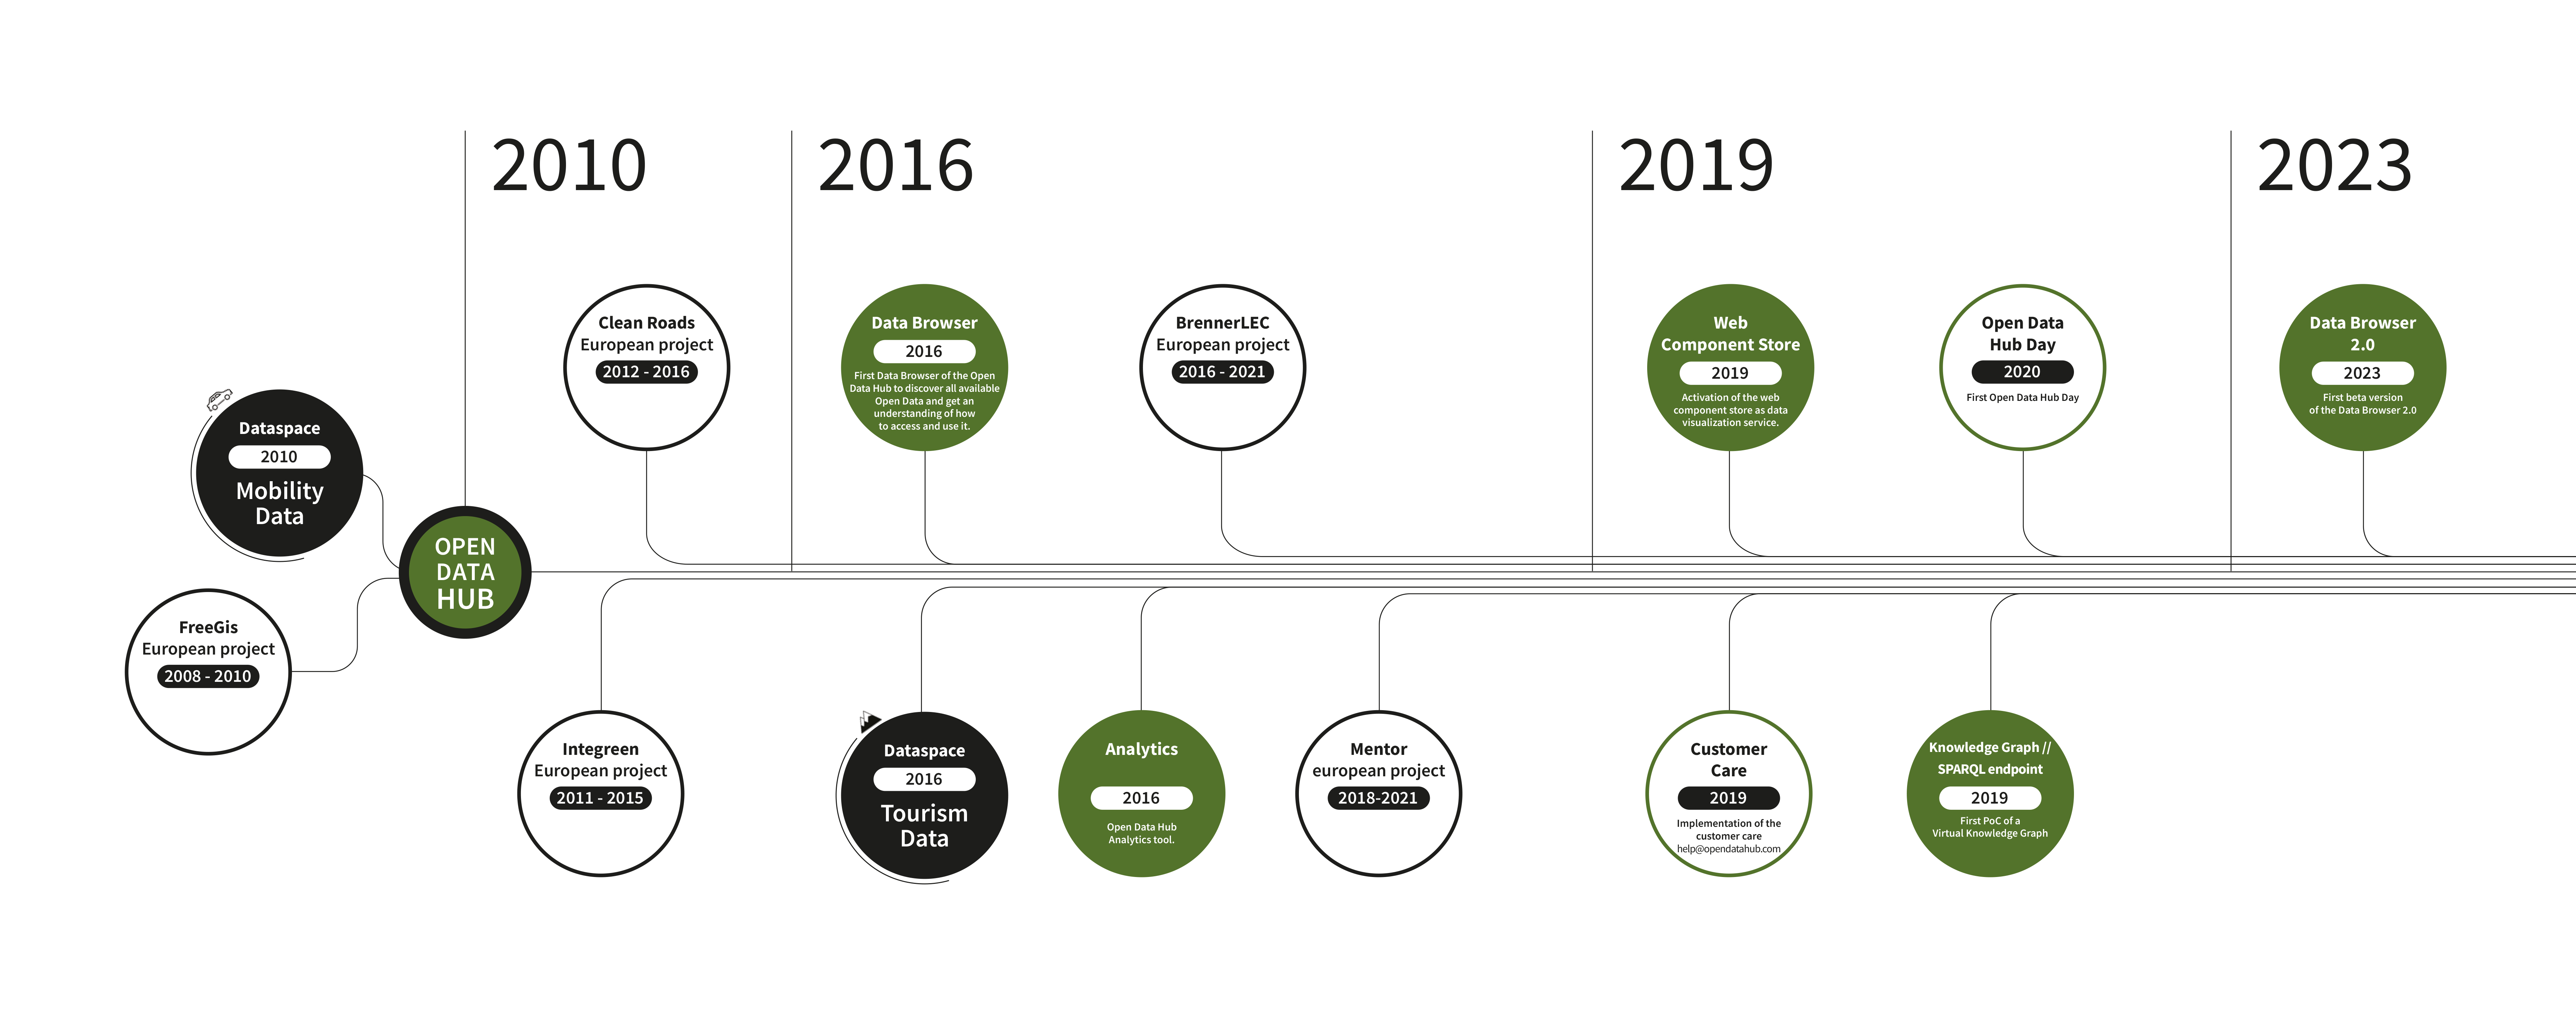 2010
2016
2019
2023
Clean Roads
European project
2012 - 2016
Data Browser
2016
First Data Browser of the Open
Data Hub to discover all available
Open Data and get an
understanding of how
to access and use it.
BrennerLEC
European project
2016 - 2021
Web
Component Store
2019
Activation of the web
component store as data
visualization service.
Open Data
Hub Day
2020
First Open Data Hub Day
Data Browser
2.0
2023
First beta version
of the Data Browser 2.0
Dataspace
2010
Mobility
Data
OPEN
DATA
HUB
FreeGis
European project
2008 - 2010
Integreen
European project
2011 - 2015
Dataspace
2016
Tourism
Data
Analytics
2016
Open Data Hub
Analytics tool.
Mentor
european project
2018-2021
Customer
Care
2019
Implementation of the
customer care
help@opendatahub.com
Knowledge Graph //
SPARQL endpoint
2019
First PoC of a
Virtual Knowledge Graph